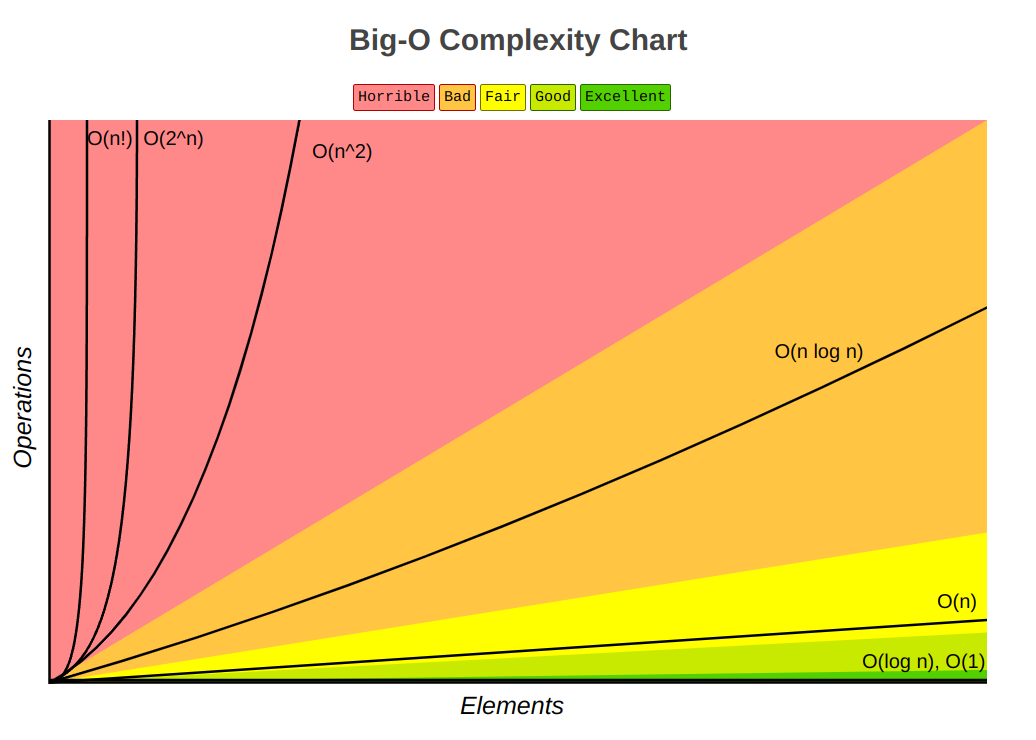 Big-O Complexity Chart
Horrible Bad Fair Good Excellent
O(n!) O(2^n)
O(n^2)
O(n log n)
Operations
O(n)
O(log n), O(1)
Elements